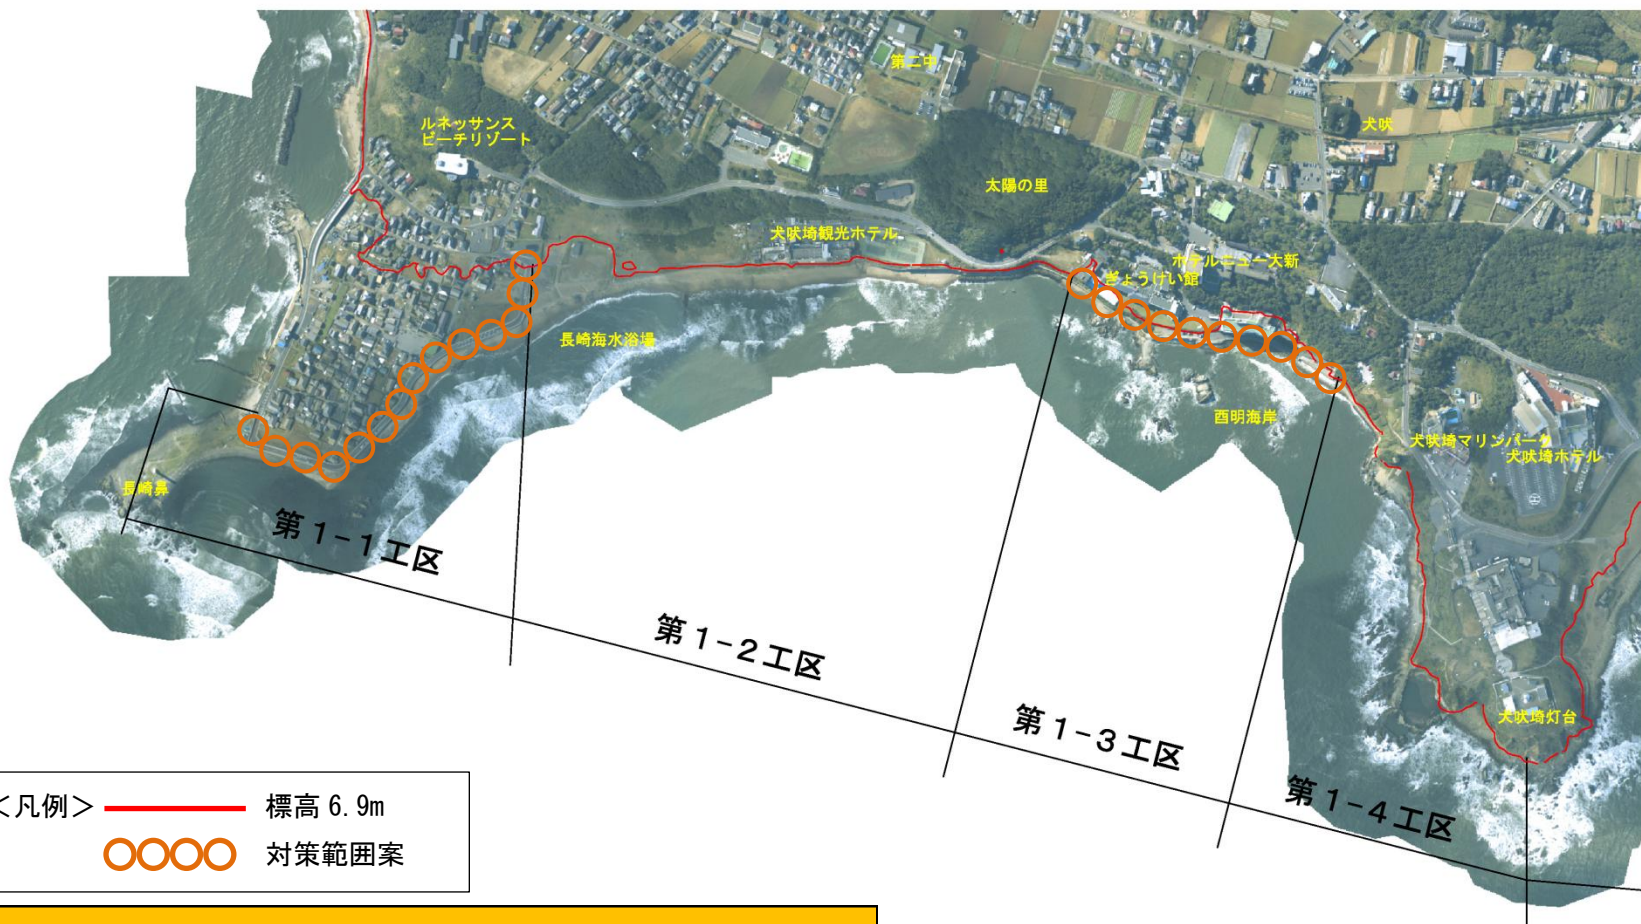 第二中
ルネッサンス
ビーチリゾート
犬吠
太陽の里
犬吠埼観光ホテル
ホテルニュー大新
ぎょうけい館
長崎海水浴場
酉明海岸
犬吠埼マリンパーク
犬吠埼ホテル
長崎鼻
第1-1工区
第1-2工区
第1-3工区
第1-4工区
犬吠埼灯台
<凡例>
標高 6.9m
対策範囲案